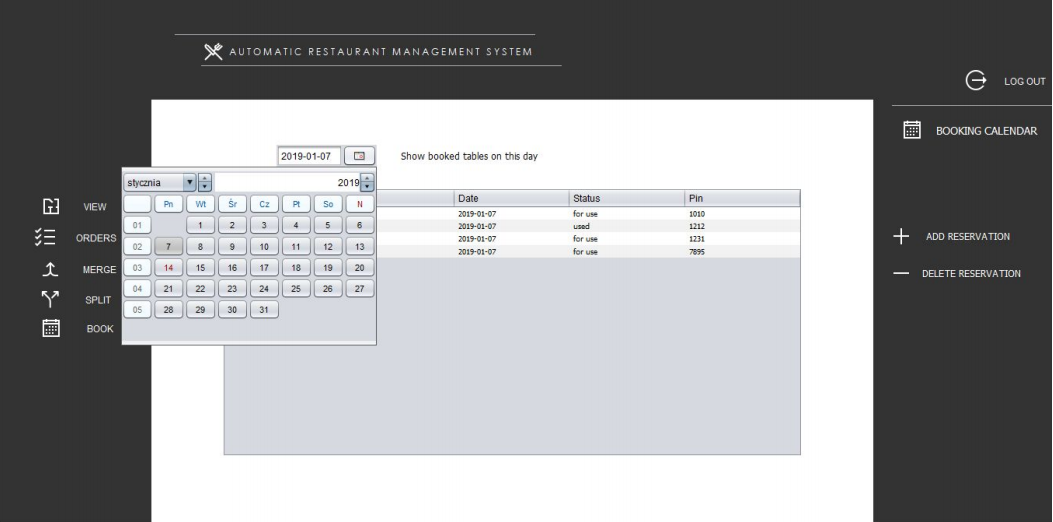 AUTOMATIC RESTAURANT MANAGEMENT SYSTEM
LOG OUT
BOOKING CALENDAR
2019-01-07 Show booked tables on this day
stycznia 2019
Pn Wt Śr Cz Pt So N
01 1 2 3 4 5 6
02 7 8 9 10 11 12 13
03 14 15 16 17 18 19 20
04 21 22 23 24 25 26 27
05 28 29 30 31
Date Status Pin
2019-01-07 for use 1010
2019-01-07 used 1212
2019-01-07 for use 1231
2019-01-07 for use 7895
VIEW
ORDERS
MERGE
SPLIT
BOOK
ADD RESERVATION
DELETE RESERVATION